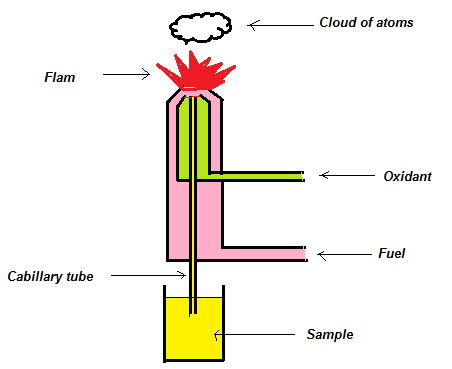 Cloud of atoms
Flam
Oxidant
Fuel
Cabillary tube
Sample